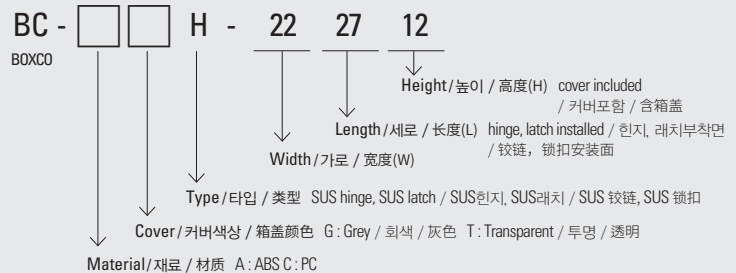 BC - H - 22 27 12
BOXCO
Height/높이 / 高度(H) cover included
/ 커버포함 / 含箱盖
Length/세로 / 长度(L) hinge, latch installed / 힌지, 래치부착면
/ 铰链，锁扣安装面
Width/가로 / 宽度(W)
Type/타입 / 类型 SUS hinge, SUS latch / SUS힌지, SUS래치 / SUS 铰链, SUS 锁扣
Cover/커버색상 / 箱盖颜色 G : Grey / 회색 / 灰色 T : Transparent / 투명 / 透明
Material/재료 / 材质 A : ABS C : PC